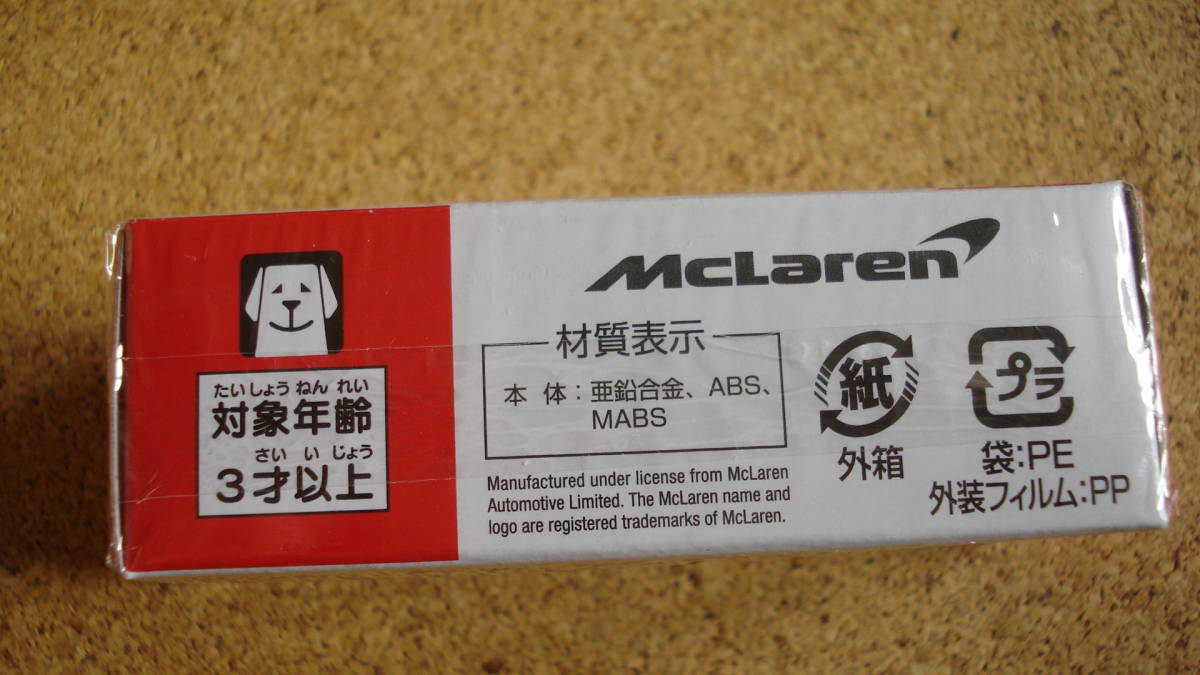 たいしょう ねん れい
対象年齢
さい い じょう
3才以上
McLaren
材質表示
本 体：亜鉛合金、ABS、
MABS
Manufactured under license from McLaren
Automotive Limited. The McLaren name and
logo are registered trademarks of McLaren.
紙
外箱
プラ
袋：PE
外装フィルム：PP